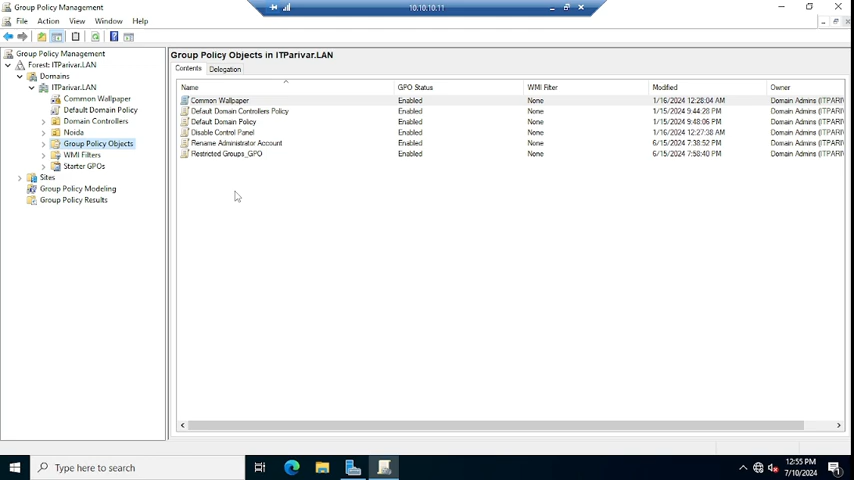 Group Policy Management
10.10.10.11
File Action View Window Help
Group Policy Management
Forest: ITParivar.LAN
Domains
ITParivar.LAN
Common Wallpaper
Default Domain Policy
Domain Controllers
Noida
Group Policy Objects
WMI Filters
Starter GPOs
Sites
Group Policy Modeling
Group Policy Results
Group Policy Objects in ITParivar.LAN
Contents Delegation
Name GPO Status WMI Filter Modified Owner
Common Wallpaper Enabled None 1/16/2024 12:28:04 AM Domain Admins (ITPARIV
Default Domain Controllers Policy Enabled None 1/15/2024 9:44:28 PM Domain Admins (ITPARIV
Default Domain Policy Enabled None 1/15/2024 9:48:06 PM Domain Admins (ITPARIV
Disable Control Panel Enabled None 1/16/2024 12:27:38 AM Domain Admins (ITPARIV
Rename Administrator Account Enabled None 6/15/2024 7:38:52 PM Domain Admins (ITPARIV
Restricted Groups_GPO Enabled None 6/15/2024 7:58:40 PM Domain Admins (ITPARIV
Type here to search
12:55 PM
7/10/2024
1